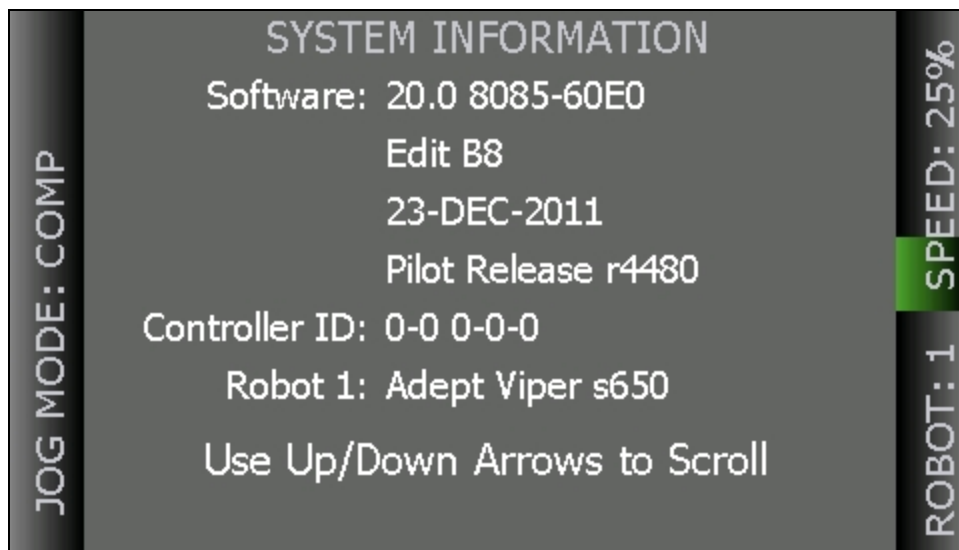 SYSTEM INFORMATION
Software: 20.0 8085-60E0
Edit B8
23-DEC-2011
Pilot Release r4480
Controller ID: 0-0 0-0-0
Robot 1: Adept Viper s650
Use Up/Down Arrows to Scroll
JOG MODE: COMP
SPEED: 25%
ROBOT: 1